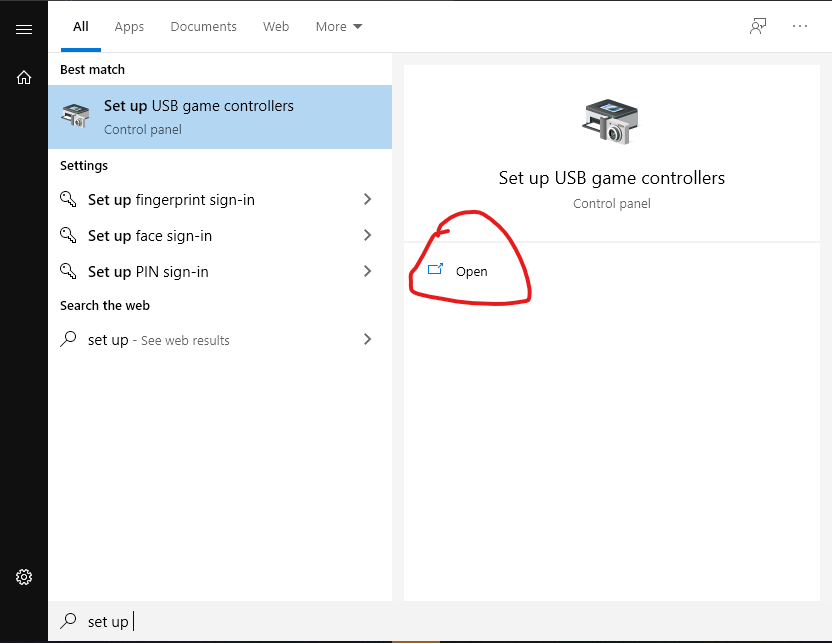 All Apps Documents Web More
Best match
Set up USB game controllers
Control panel
Settings
Set up fingerprint sign-in
Set up face sign-in
Set up PIN sign-in
Search the web
set up - See web results
Set up USB game controllers
Control panel
Open
set up